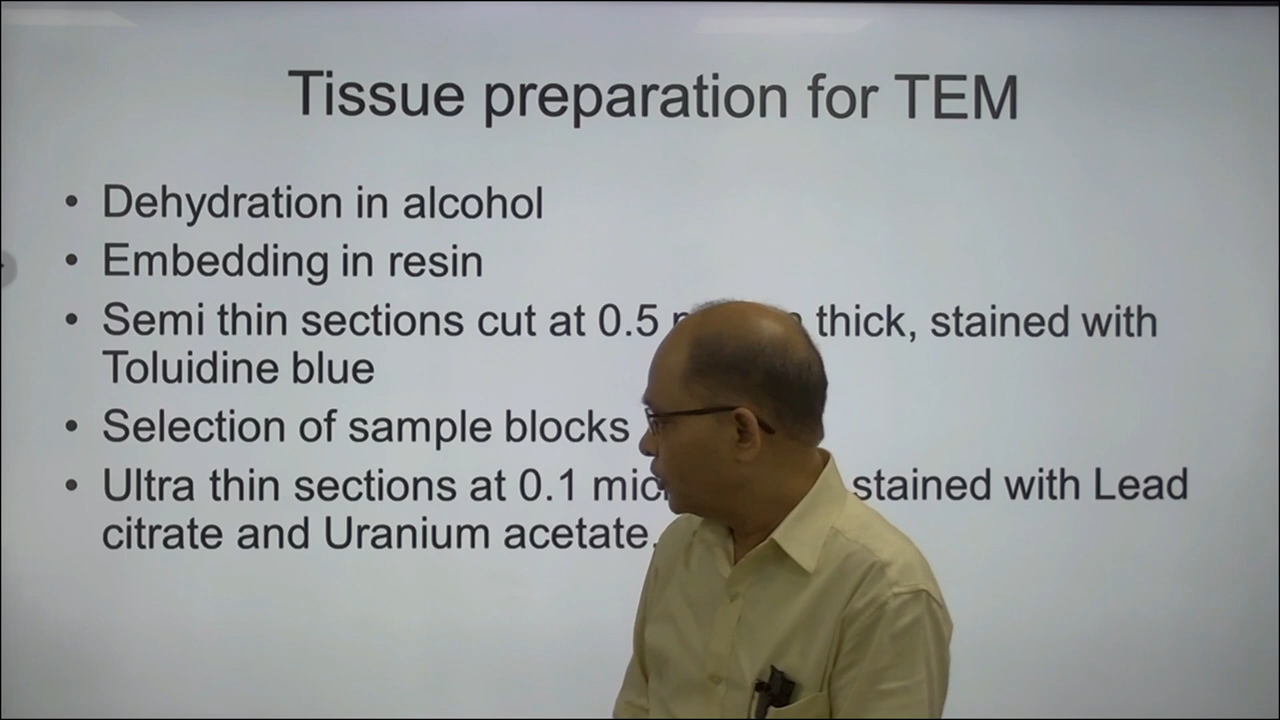 Tissue preparation for TEM
• Dehydration in alcohol
• Embedding in resin
• Semi thin sections cut at 0.5 thick, stained with
Toluidine blue
• Selection of sample blocks
• Ultra thin sections at 0.1 stained with Lead
citrate and Uranium acetate.